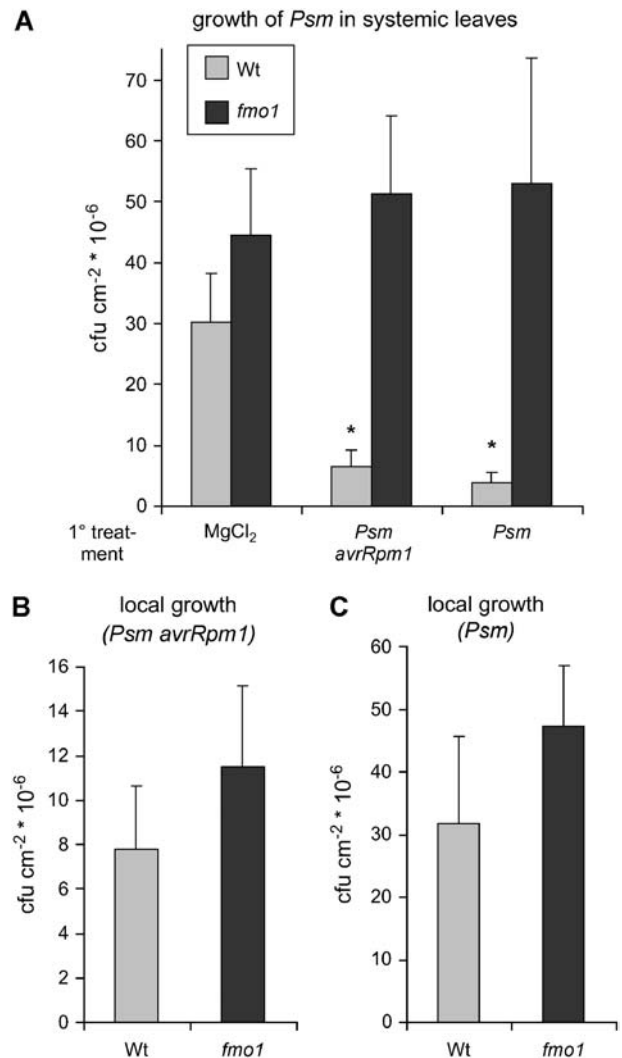 A growth of Psm in systemic leaves
Wt
fmo1
cfu cm-2 * 10-6
70
60
50
40
30
20
10
0
1° treat-
ment
MgCl2
Psm
avrRpm1
Psm
*
*
B local growth
(Psm avrRpm1)
cfu cm-2 * 10-6
16
14
12
10
8
6
4
2
0
Wt
fmo1
C local growth
(Psm)
cfu cm-2 * 10-6
60
50
40
30
30
30
0
Wt
fmo1